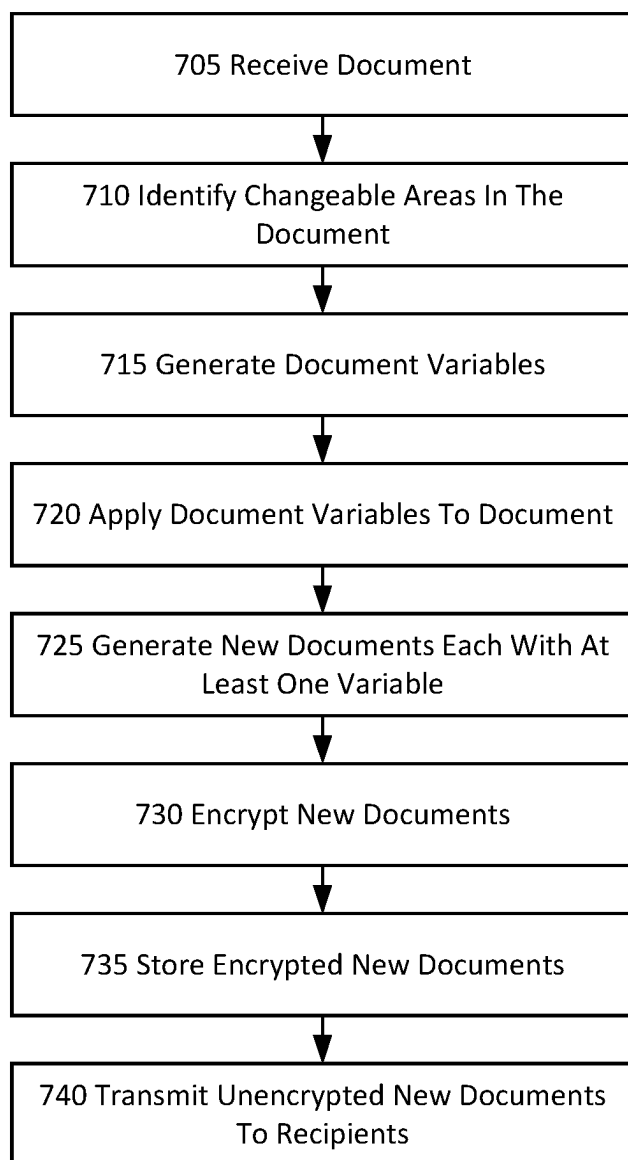 705 Receive Document
710 Identify Changeable Areas In The
Document
715 Generate Document Variables
720 Apply Document Variables To Document
725 Generate New Documents Each With At
Least One Variable
730 Encrypt New Documents
735 Store Encrypted New Documents
740 Transmit Unencrypted New Documents
To Recipients